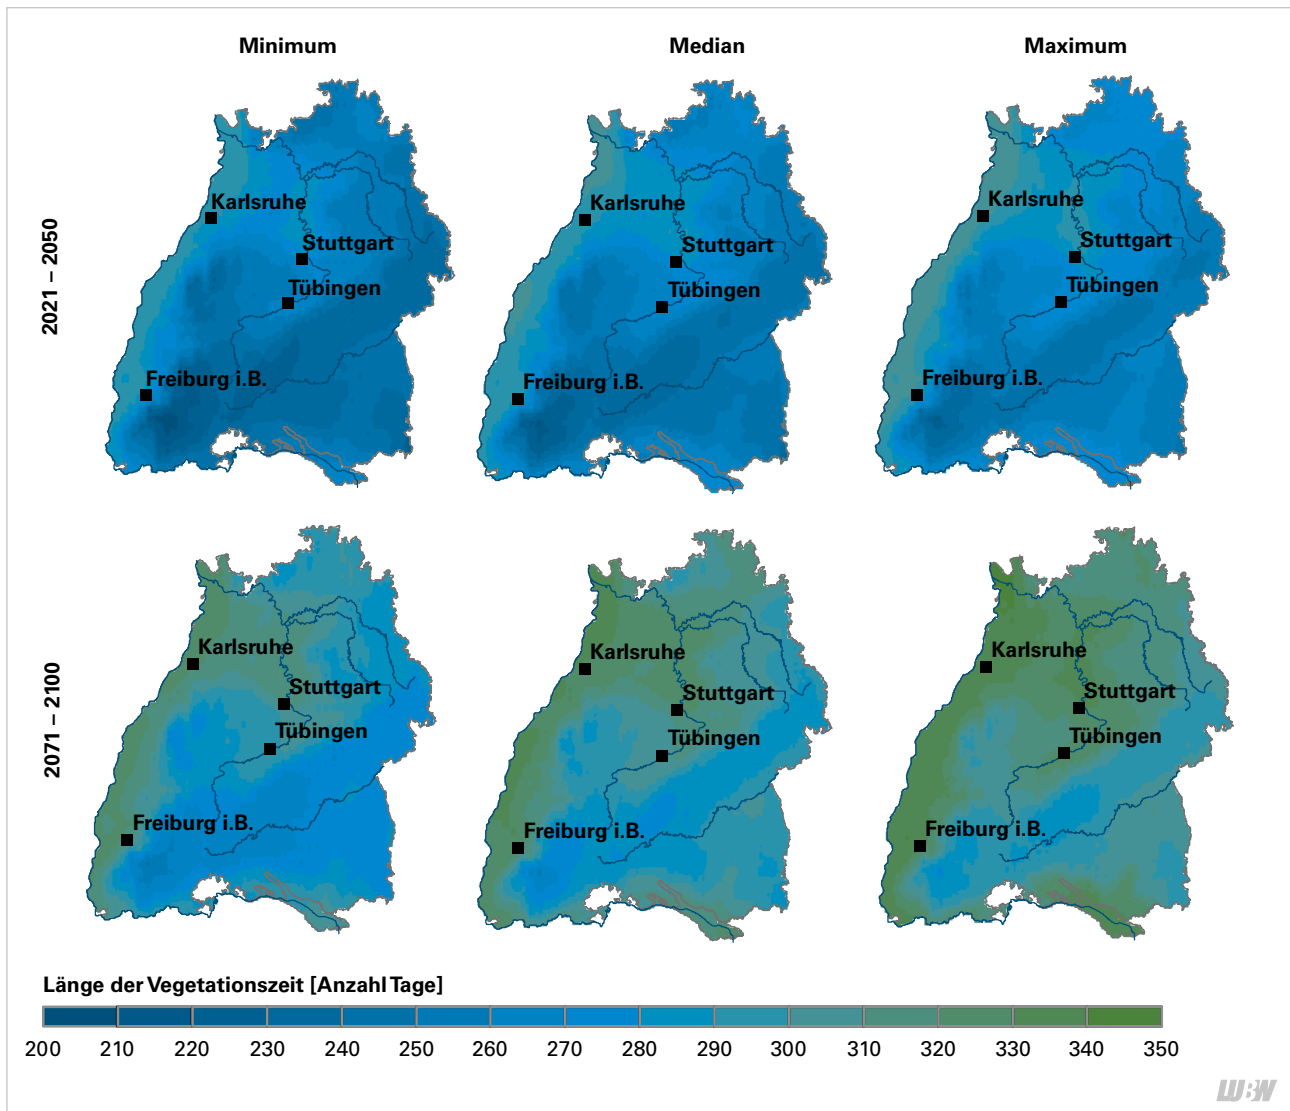 Minimum Median Maximum
2021 – 2050
Karlsruhe Karlsruhe Karlsruhe
Stuttgart Stuttgart Stuttgart
Tübingen Tübingen Tübingen
Freiburg i.B. Freiburg i.B. Freiburg i.B.
2071 – 2100
Karlsruhe Karlsruhe Karlsruhe
Stuttgart Stuttgart Stuttgart
Tübingen Tübingen Tübingen
Freiburg i.B. Freiburg i.B. Freiburg i.B.
Länge der Vegetationszeit [Anzahl Tage]
200 210 220 230 240 250 260 270 280 290 300 310 320 330 340 350
LUBW